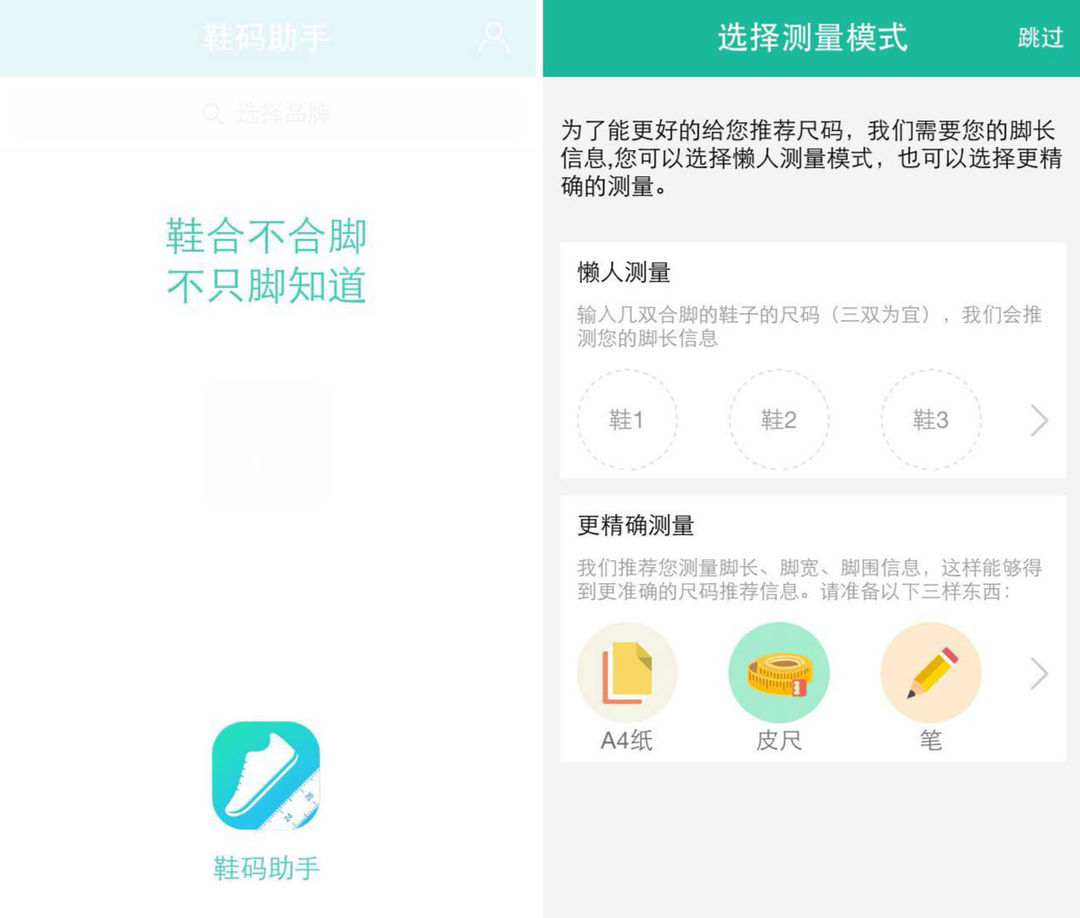 鞋码助手
选择品牌
鞋合不合脚
不只脚知道
24
26
鞋码助手
选择测量模式
跳过
为了能更好的给您推荐尺码，我们需要您的脚长
信息,您可以选择懒人测量模式，也可以选择更精
确的测量。
懒人测量
输入几双合脚的鞋子的尺码（三双为宜），我们会推
测您的脚长信息
鞋1
鞋2
鞋3
更精确测量
我们推荐您测量脚长、脚宽、脚围信息，这样能够得
到更准确的尺码推荐信息。请准备以下三样东西：
A4纸
皮尺
笔